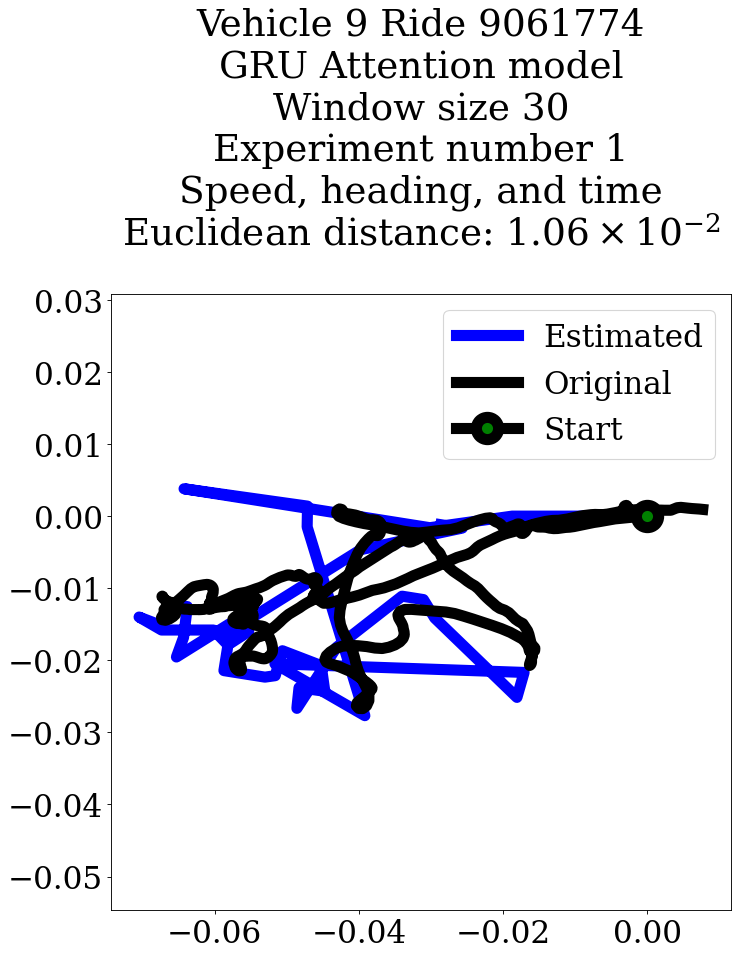 Vehicle 9 Ride 9061774
GRU Attention model
Window size 30
Experiment number 1
Speed, heading, and time
Euclidean distance: 1.06 × 10⁻²
Estimated
Original
Start
0.03
0.02
0.01
0.00
−0.01
−0.02
−0.03
−0.04
−0.05
−0.06 −0.04 −0.02 0.00